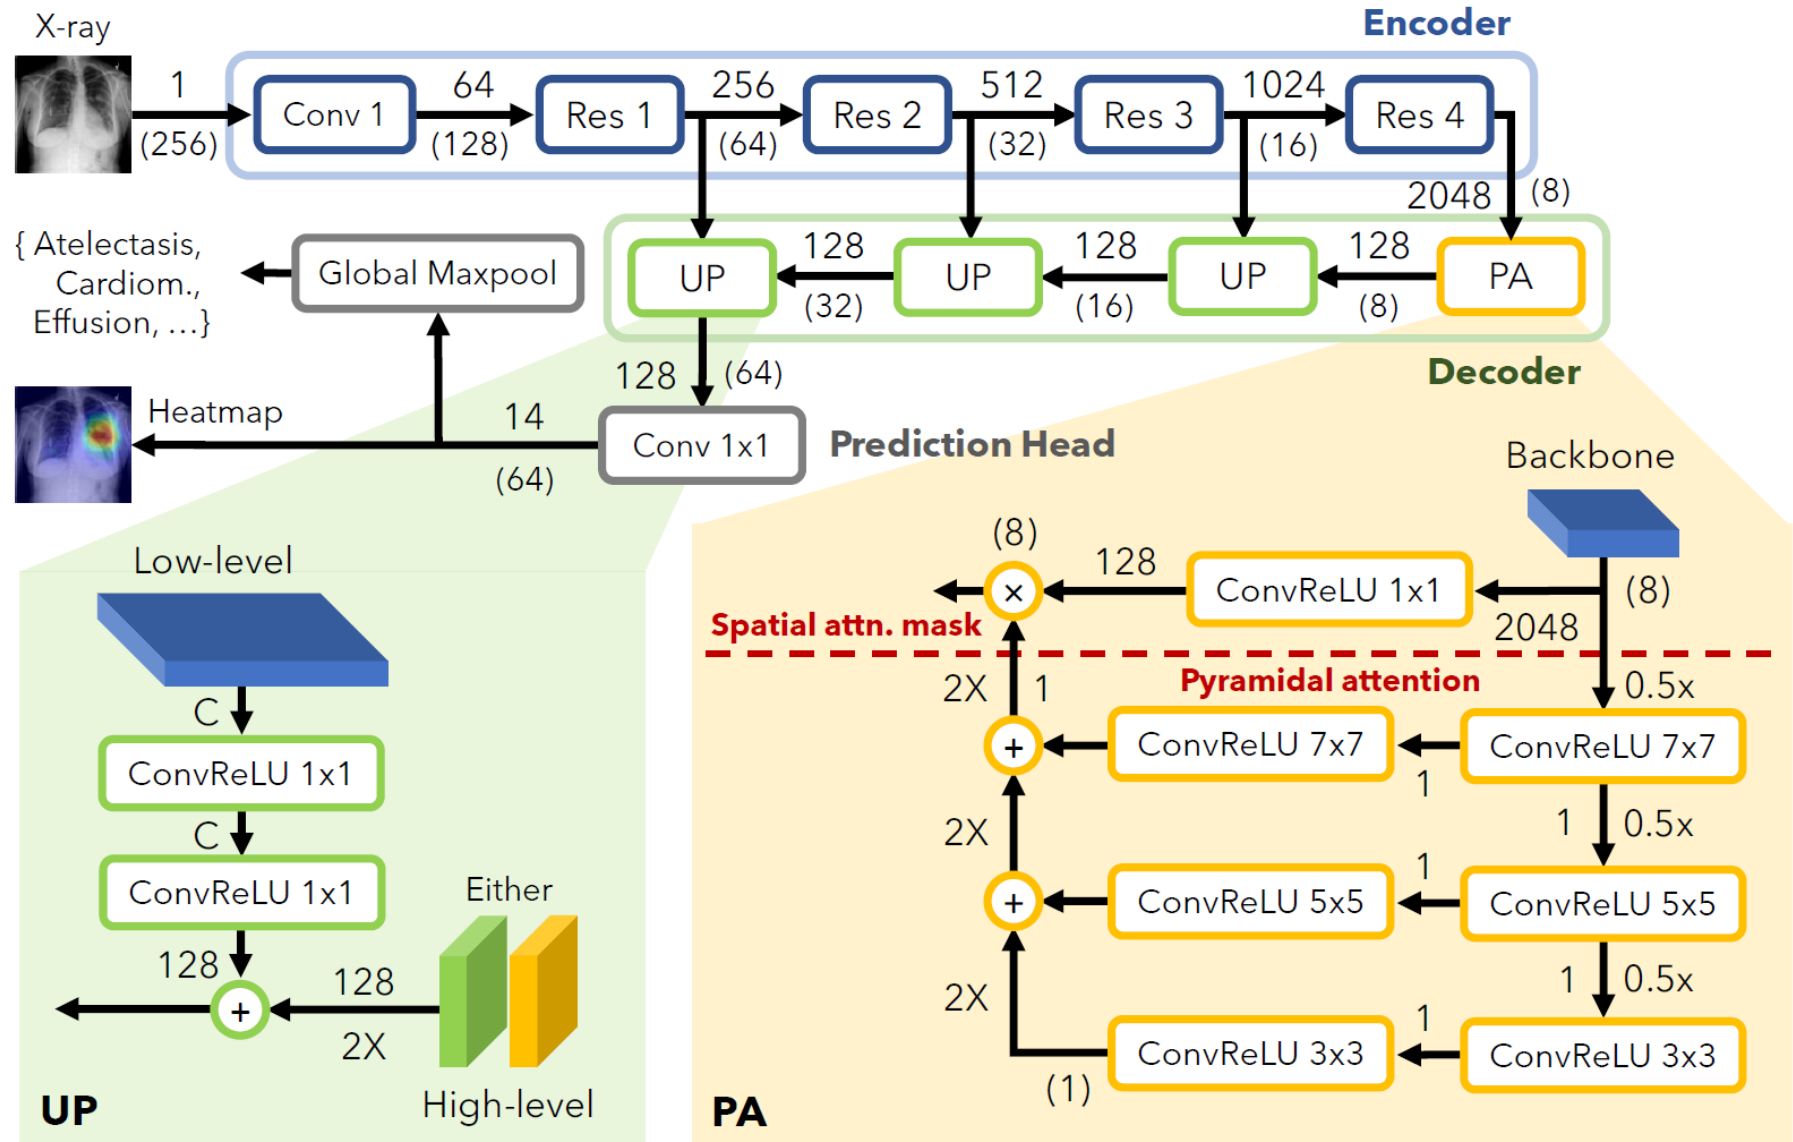 X-ray
Encoder
1
(256)
Conv 1
64
(128)
Res 1
256
(64)
Res 2
512
(32)
Res 3
1024
(16)
Res 4
2048
(8)
{ Atelectasis,
Cardiom.,
Effusion, ...}
Global Maxpool
UP
128
(32)
UP
128
(16)
UP
128
(8)
PA
Decoder
128
(64)
Heatmap
14
(64)
Conv 1x1
Prediction Head
Low-level
C
ConvReLU 1x1
C
ConvReLU 1x1
128
+
128
2X
Either
High-level
UP
Backbone
(8)
×
128
ConvReLU 1x1
2048
(8)
Spatial attn. mask
Pyramidal attention
2X
1
0.5x
+
ConvReLU 7x7
1
ConvReLU 7x7
2X
1
0.5x
+
ConvReLU 5x5
1
ConvReLU 5x5
2X
1
0.5x
(1)
ConvReLU 3x3
1
ConvReLU 3x3
PA